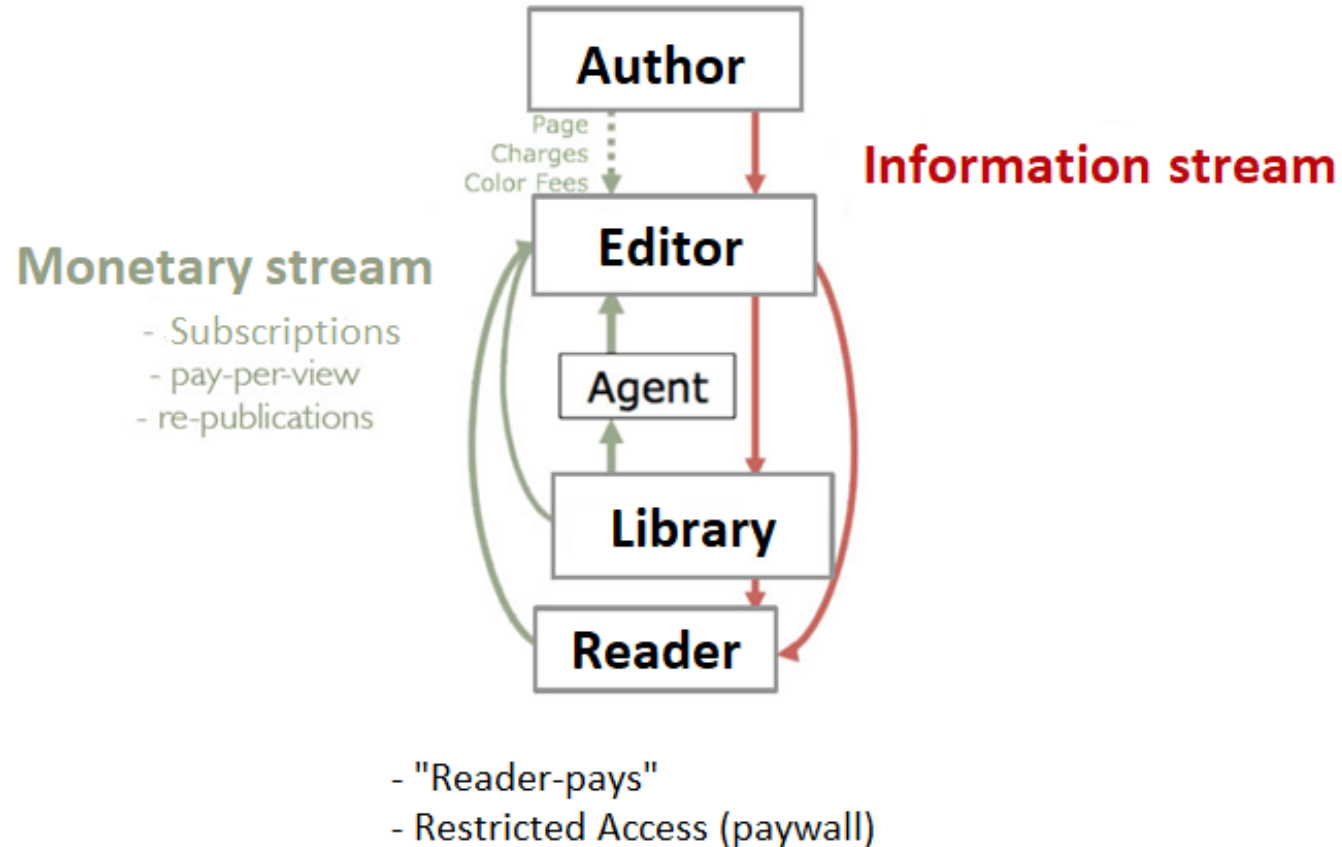 Author
Page
Charges
Color Fees
Information stream
Editor
Monetary stream
- Subscriptions
- pay-per-view
- re-publications
Agent
Library
Reader
- "Reader-pays"
- Restricted Access (paywall)